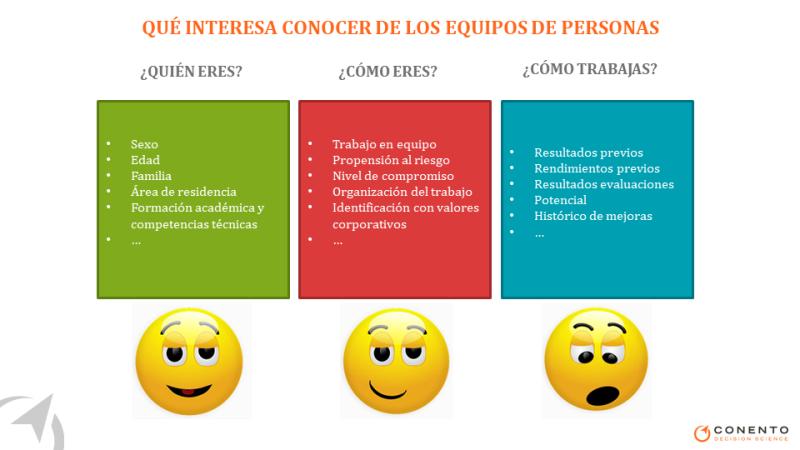 QUÉ INTERESA CONOCER DE LOS EQUIPOS DE PERSONAS
¿QUIÉN ERES?
• Sexo
• Edad
• Familia
• Área de residencia
• Formación académica y
competencias técnicas
• ...
¿CÓMO ERES?
• Trabajo en equipo
• Propensión al riesgo
• Nivel de compromiso
• Organización del trabajo
• Identificación con valores
corporativos
• ...
¿CÓMO TRABAJAS?
• Resultados previos
• Rendimientos previos
• Resultados evaluaciones
• Potencial
• Histórico de mejoras
• ...
CONENTO
DECISION SCIENCE